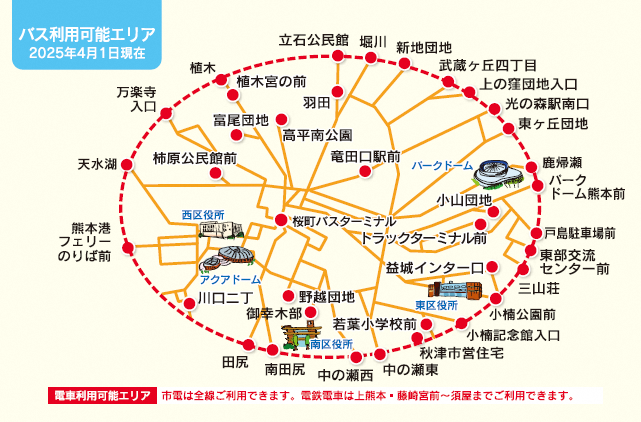 バス利用可能エリア
2025年4月1日現在
立石公民館
堀川
新地団地
武蔵ヶ丘四丁目
上の窪団地入口
光の森駅南口
東ヶ丘団地
植木
植木宮の前
羽田
万楽寺
入口
富尾団地
高平南公園
天水湖
柿原公民館前
竜田口駅前
パークドーム
鹿帰瀬
パーク
ドーム熊本前
小山団地
西区役所
桜町バスターミナル
トラックターミナル前
戸島駐車場前
熊本港
フェリー
のりば前
アクアドーム
益城インター口
東部交流
センター前
三山荘
川口二丁
野越団地
東区役所
御幸木部
若葉小学校前
小楠公園前
小楠記念館入口
南区役所
秋津市営住宅
田尻
南田尻
中の瀬西
中の瀬東
電車利用可能エリア
市電は全線ご利用できます。電鉄電車は上熊本・藤崎宮前～須屋までご利用できます。